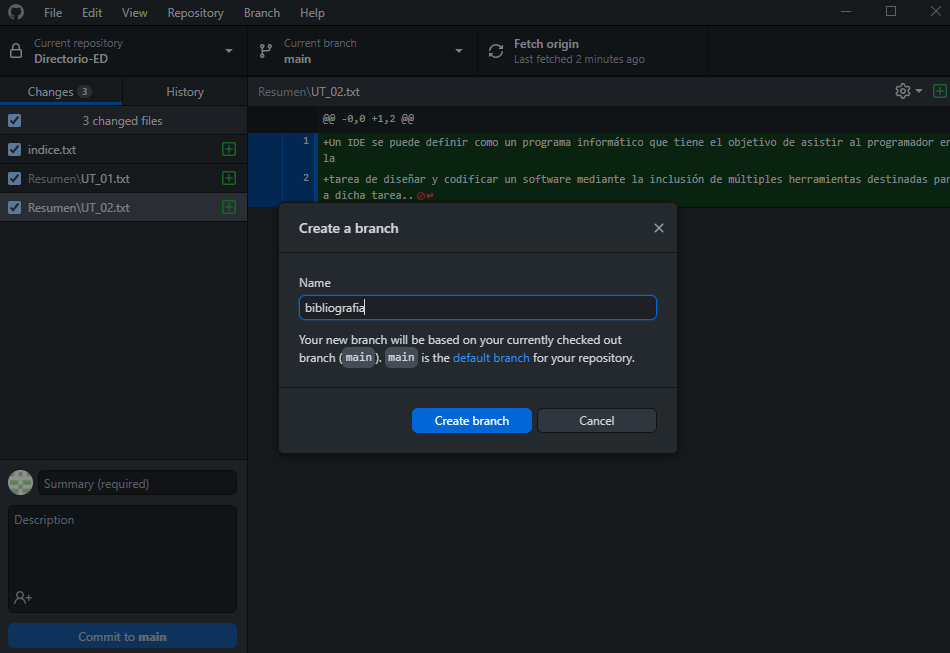 File Edit View Repository Branch Help
Current repository
Directorio-ED
Current branch
main
Fetch origin
Last fetched 2 minutes ago
Changes 3 History
Resumen\UT_02.txt
3 changed files
indice.txt
Resumen\UT_01.txt
Resumen\UT_02.txt
@@ -0,0 +1,2 @@
1 +Un IDE se puede definir como un programa informático que tiene el objetivo de asistir al programador en
la
2 +tarea de diseñar y codificar un software mediante la inclusión de múltiples herramientas destinadas par
a dicha tarea..
Create a branch
Name
bibliografia
Your new branch will be based on your currently checked out
branch (main). main is the default branch for your repository.
Create branch Cancel
Summary (required)
Description
Commit to main